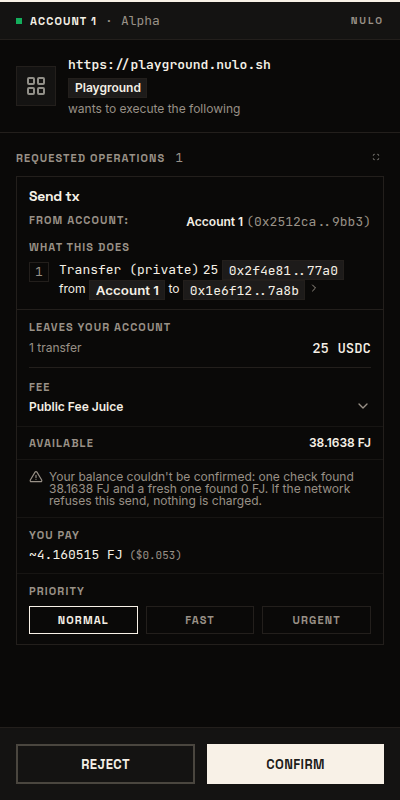 ACCOUNT 1 · Alpha NULO
https://playground.nulo.sh
Playground
wants to execute the following
REQUESTED OPERATIONS 1
Send tx
FROM ACCOUNT: Account 1 (0x2512ca..9bb3)
WHAT THIS DOES
1 Transfer (private) 25 0x2f4e81..77a0
from Account 1 to 0x1e6f12..7a8b
LEAVES YOUR ACCOUNT
1 transfer 25 USDC
FEE
Public Fee Juice
AVAILABLE 38.1638 FJ
Your balance couldn't be confirmed: one check found
38.1638 FJ and a fresh one found 0 FJ. If the network
refuses this send, nothing is charged.
YOU PAY
~4.160515 FJ ($0.053)
PRIORITY
NORMAL FAST URGENT
REJECT CONFIRM